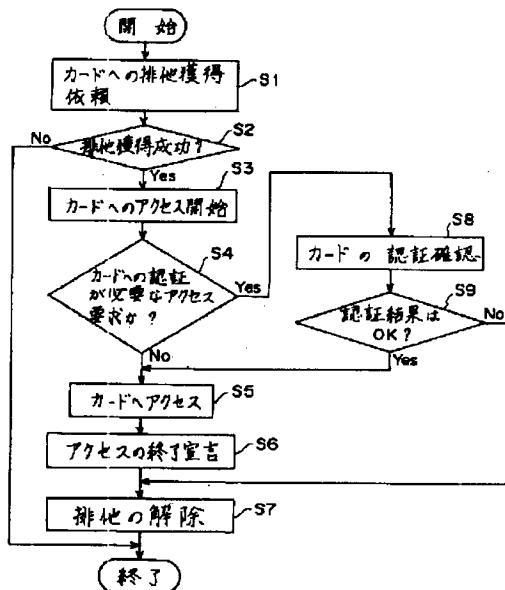 開始
カードへの排他獲得
依頼
S1
S2
No
排他獲得成功?
Yes
S3
カードへのアクセス開始
S4
カードへの認証
が必要なアクセス
要求か?
Yes
No
S8
カードの認証確認
S9
認証結果は
OK?
No
Yes
S5
カードへアクセス
S6
アクセスの終了宣言
S7
排他の解除
終了